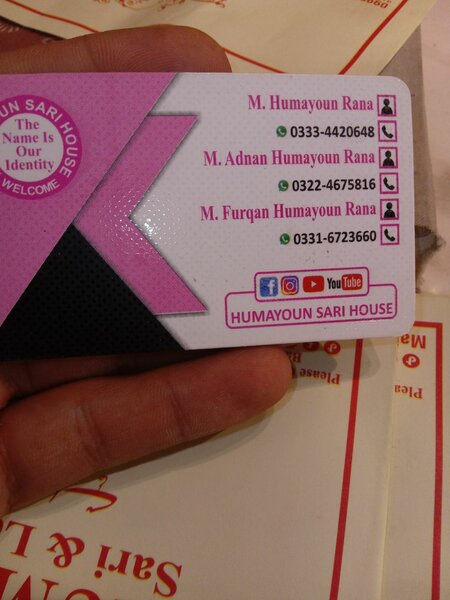 M. Humayoun Rana
0333-4420648
M. Adnan Humayoun Rana
0322-4675816
M. Furqan Humayoun Rana
0331-6723660
YouTube
HUMAYOUN SARI HOUSE
UN SARI HOUSE
The
Name Is
Our
Identity
WELCOME
Please
Sari & L